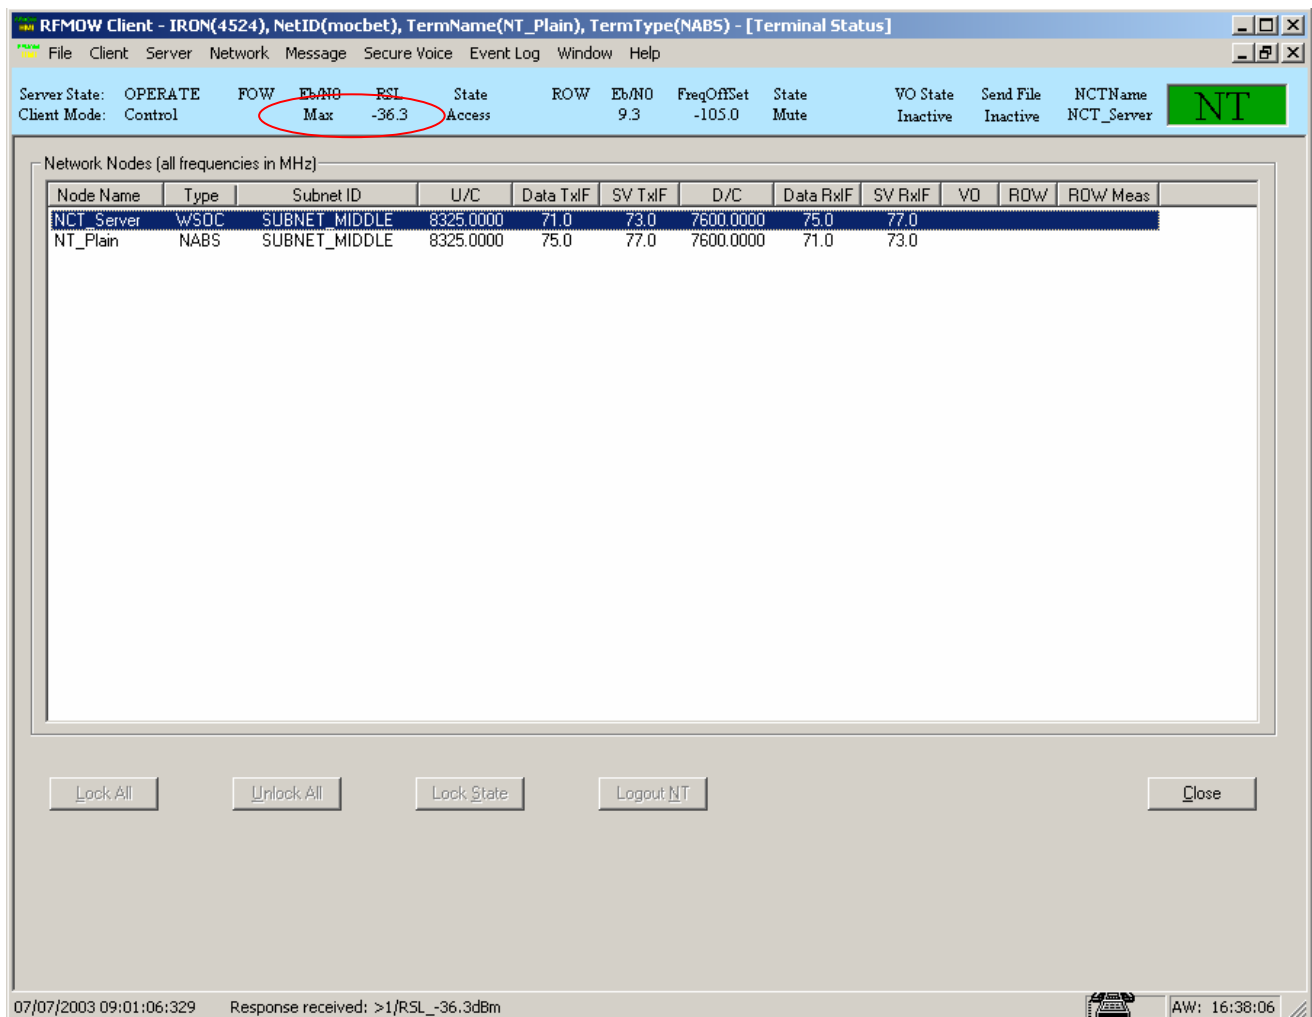 RFMOW Client - IRON(4524), NetID(mocbet), TermName(NT_Plain), TermType(NABS) - [Terminal Status]
File Client Server Network Message Secure Voice Event Log Window Help
Server State: OPERATE FOW Eb/N0 RSL State ROW Eb/N0 FreqOffSet State VO State Send File NCTName NT
Client Mode: Control Max -36.3 Access 9.3 -105.0 Mute Inactive Inactive NCT_Server
Network Nodes (all frequencies in MHz)
Node Name Type Subnet ID U/C Data TxIF SV TxIF D/C Data RxIF SV RxIF VO ROW ROW Meas
NCT_Server WSOC SUBNET_MIDDLE 8325.0000 71.0 73.0 7600.0000 75.0 77.0
NT_Plain NABS SUBNET_MIDDLE 8325.0000 75.0 77.0 7600.0000 71.0 73.0
Lock All Unlock All Lock State Logout NT Close
07/07/2003 09:01:06:329 Response received: >1/RSL_-36.3dBm AW: 16:38:06